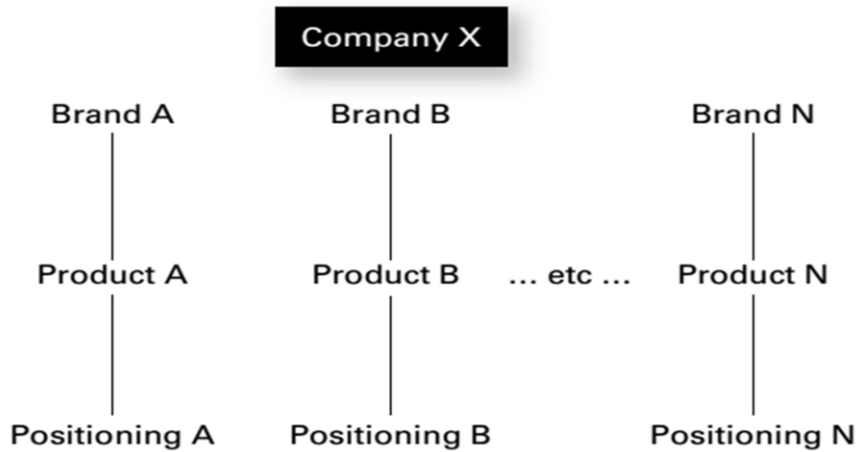 Company X
Brand A Brand B Brand N
Product A Product B ... etc ... Product N
Positioning A Positioning B Positioning N